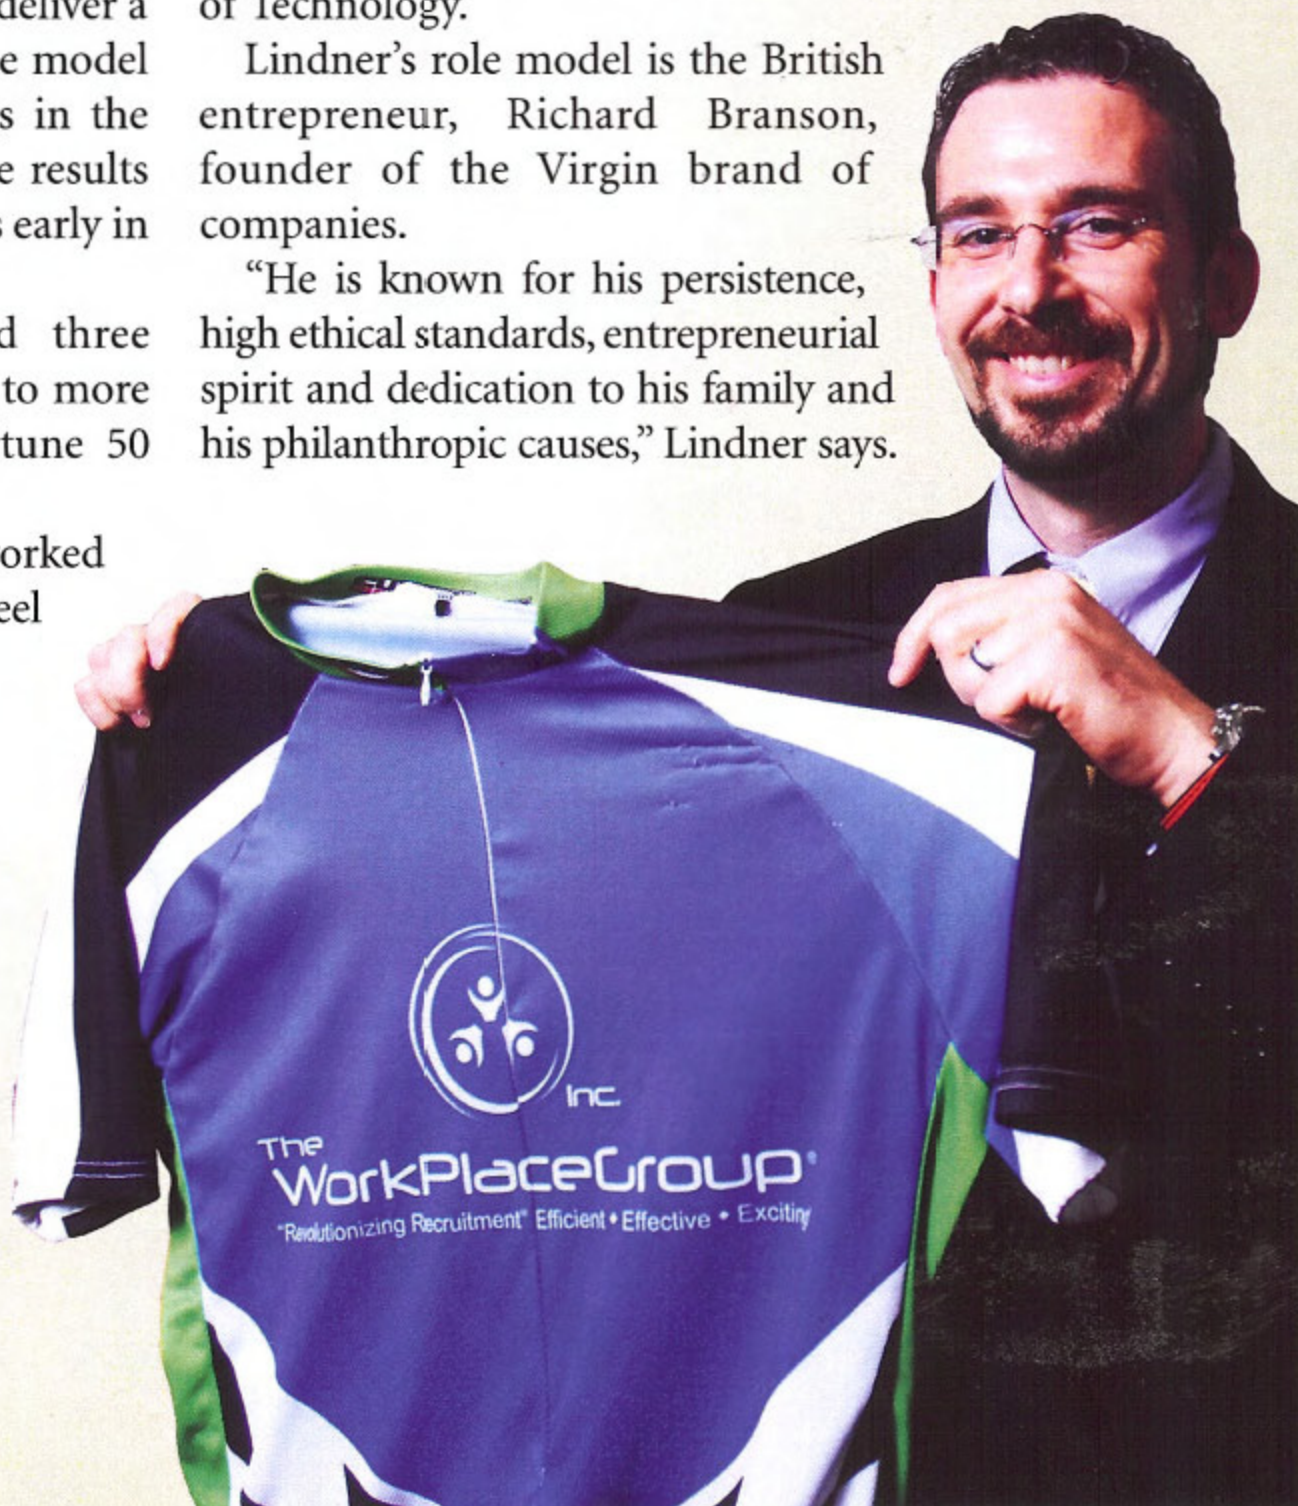 deliver a
e model
s in the
e results
s early in
d three
to more
tune 50
orked
eel
of Technology.
Lindner’s role model is the British
entrepreneur, Richard Branson,
founder of the Virgin brand of
companies.
“He is known for his persistence,
high ethical standards, entrepreneurial
spirit and dedication to his family and
his philanthropic causes,” Lindner says.
Inc.
The
WorkPlaceGroup
"Revolutionizing Recruitment" Efficient • Effective • Exciting